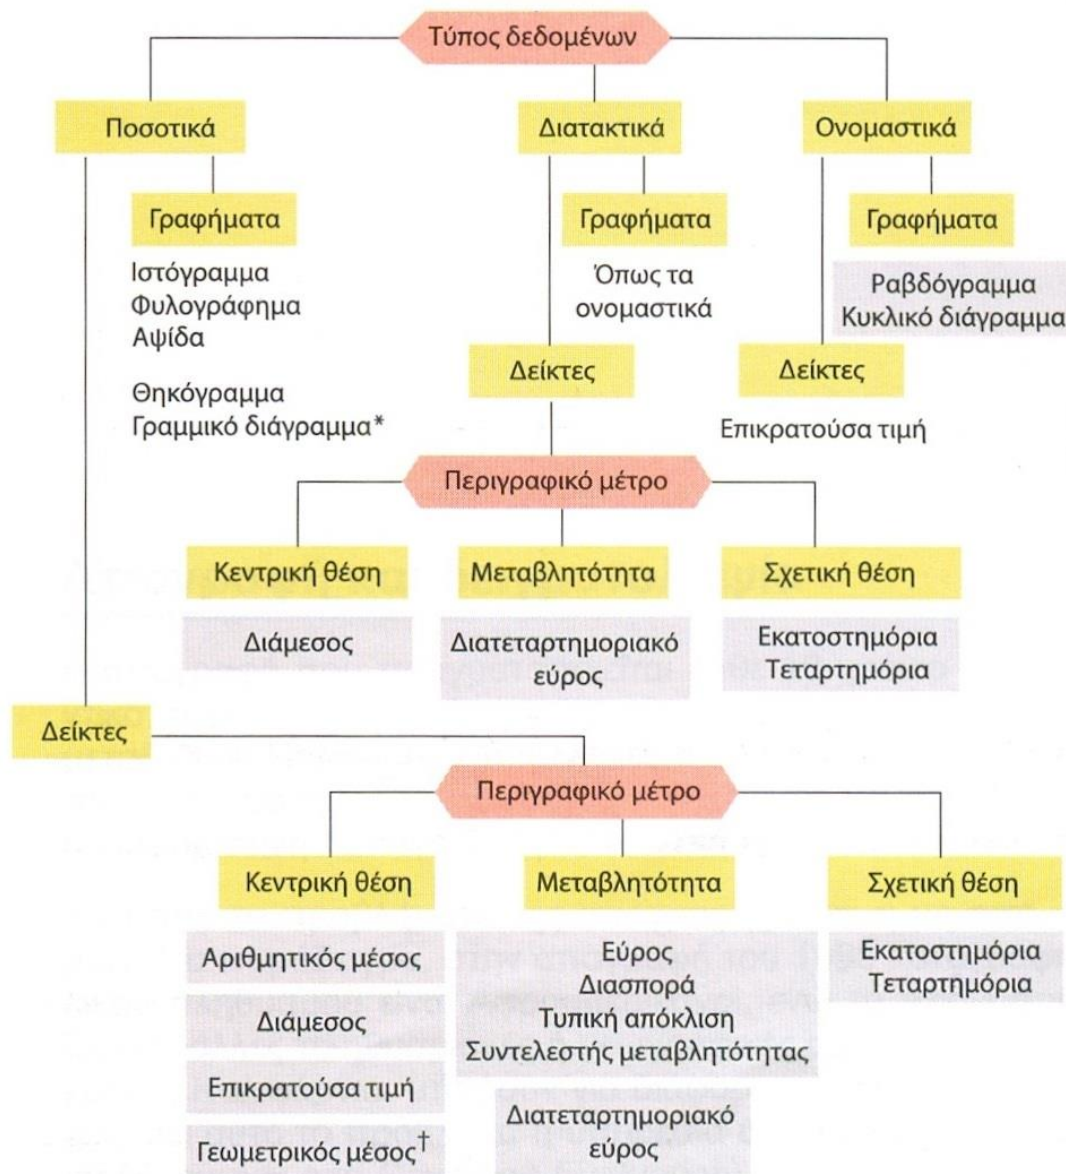 Τύπος δεδομένων
Ποσοτικά
Διατακτικά
Ονομαστικά
Γραφήματα
Γραφήματα
Γραφήματα
Ιστόγραμμα
Φυλογράφημα
Αψίδα
Θηκόγραμμα
Γραμμικό διάγραμμα*
Όπως τα
ονομαστικά
Ραβδόγραμμα
Κυκλικό διάγραμμα
Δείκτες
Δείκτες
Επικρατούσα τιμή
Περιγραφικό μέτρο
Κεντρική θέση
Μεταβλητότητα
Σχετική θέση
Διάμεσος
Διατεταρτημοριακό
εύρος
Εκατοστημόρια
Τεταρτημόρια
Δείκτες
Περιγραφικό μέτρο
Κεντρική θέση
Μεταβλητότητα
Σχετική θέση
Αριθμητικός μέσος
Διάμεσος
Επικρατούσα τιμή
Γεωμετρικός μέσος†
Εύρος
Διασπορά
Τυπική απόκλιση
Συντελεστής μεταβλητότητας
Διατεταρτημοριακό
εύρος
Εκατοστημόρια
Τεταρτημόρια